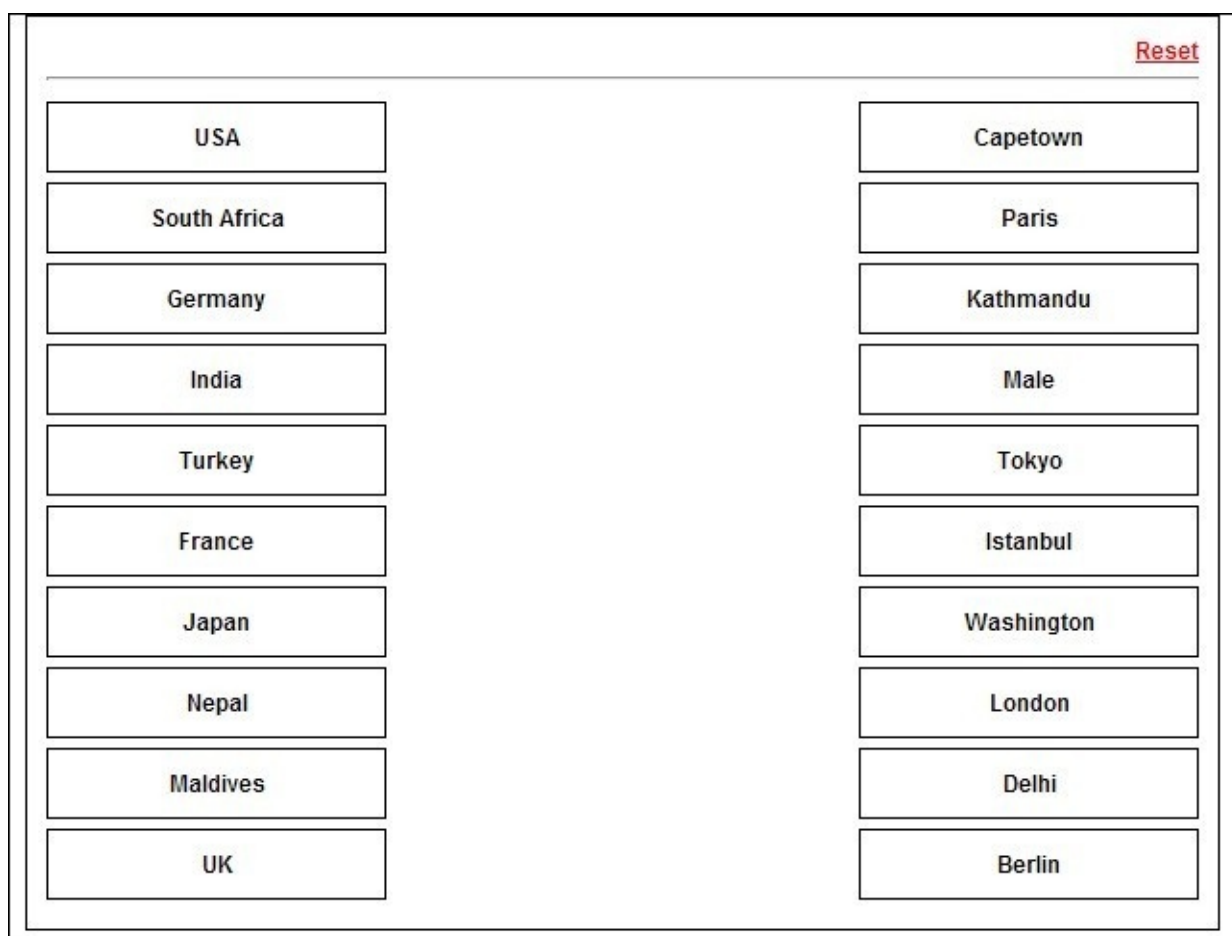 Reset
USA
Capetown
South Africa
Paris
Germany
Kathmandu
India
Male
Turkey
Tokyo
France
Istanbul
Japan
Washington
Nepal
London
Maldives
Delhi
UK
Berlin